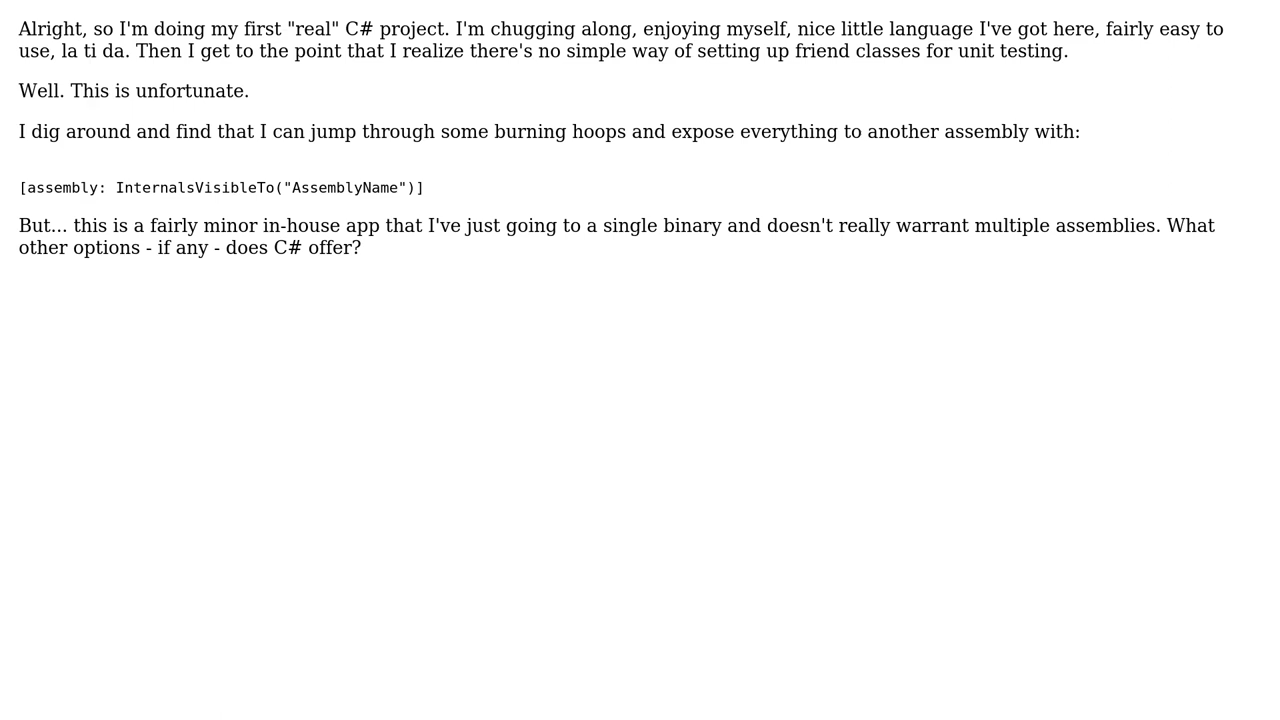 Alright, so I'm doing my first "real" C# project. I'm chugging along, enjoying myself, nice little language I've got here, fairly easy to
use, la ti da. Then I get to the point that I realize there's no simple way of setting up friend classes for unit testing.
Well. This is unfortunate.
I dig around and find that I can jump through some burning hoops and expose everything to another assembly with:
[assembly: InternalsVisibleTo("AssemblyName")]
But... this is a fairly minor in-house app that I've just going to a single binary and doesn't really warrant multiple assemblies. What
other options - if any - does C# offer?